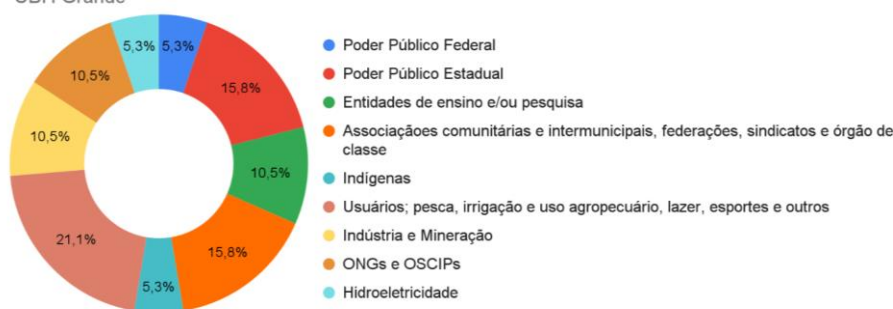 CBH Grande
5,3%
5,3%
15,8%
10,5%
15,8%
5,3%
21,1%
10,5%
10,5%
Poder Público Federal
Poder Público Estadual
Entidades de ensino e/ou pesquisa
Associaçãoes comunitárias e intermunicipais, federações, sindicatos e órgão de
classe
Indígenas
Usuários; pesca, irrigação e uso agropecuário, lazer, esportes e outros
Indústria e Mineração
ONGs e OSCIPs
Hidroeletricidade